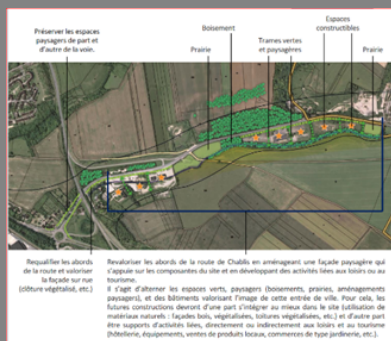 Préserver les espaces
paysagers de part et
d'autre de la voie.
Boisement
Prairie
Trames vertes
et paysagères
Espaces
constructibles
Prairie
Requalifier les abords
de la route et valoriser
la façade sur rue
(clôture végétalisé, etc.)
Revaloriser les abords de la route de Chablis en aménageant une façade paysagère qui
s'appuie sur les composantes du site et en développant des activités liées aux loisirs ou au
tourisme.
Il s'agit d'alterner les espaces verts, paysagers (boisements, prairies, aménagements
paysagers), et des bâtiments valorisant l'image de cette entrée de ville. Pour cela, les
futures constructions devront d'une part s'intégrer au mieux dans le site (utilisation de
matériaux naturels : façades bois, végétalisées, toitures végétalisées, etc.) et d'autre part
être supports d'activités liées, directement ou indirectement aux loisirs et au tourisme
(hôtellerie, équipements, ventes de produits locaux, commerces de type jardinerie, etc.).